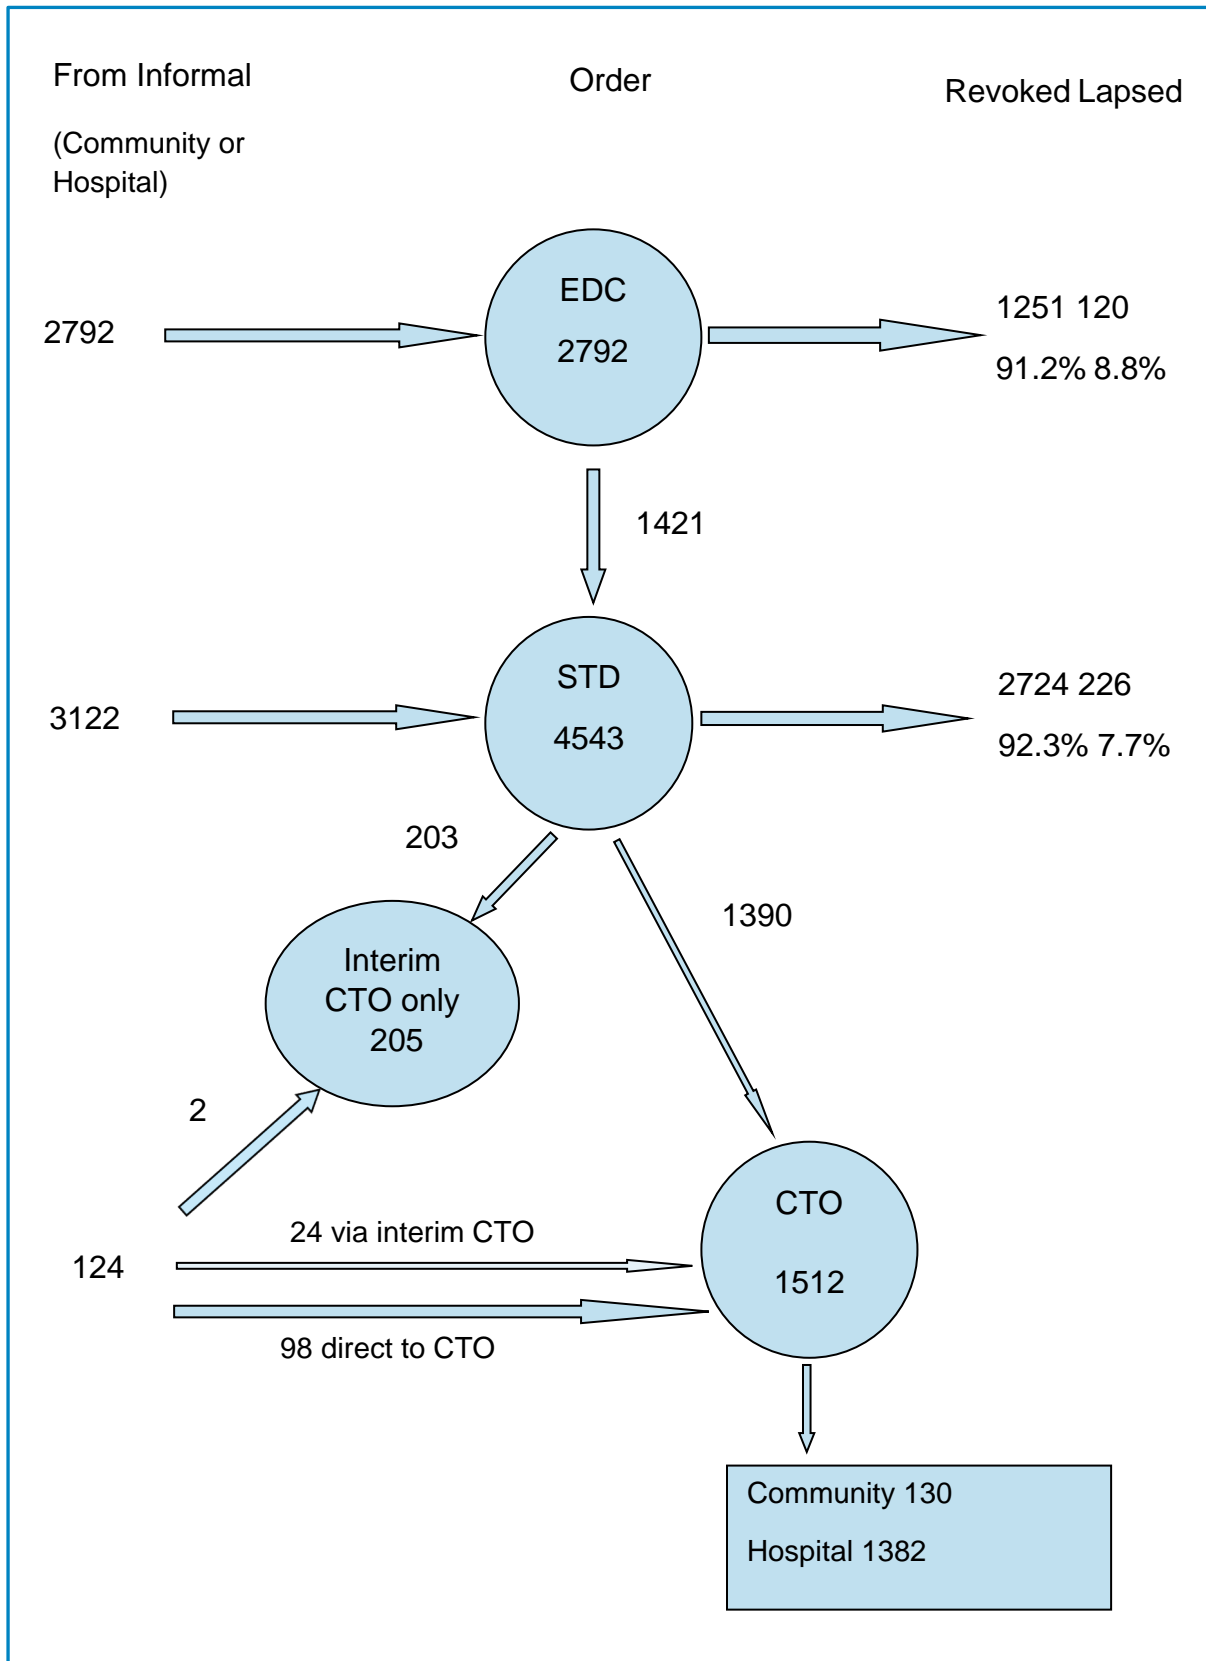 From Informal
(Community or
Hospital)
Order
Revoked Lapsed
2792
EDC
2792
1251 120
91.2% 8.8%
1421
3122
STD
4543
2724 226
92.3% 7.7%
203
1390
Interim
CTO only
205
2
124
24 via interim CTO
98 direct to CTO
CTO
1512
Community 130
Hospital 1382